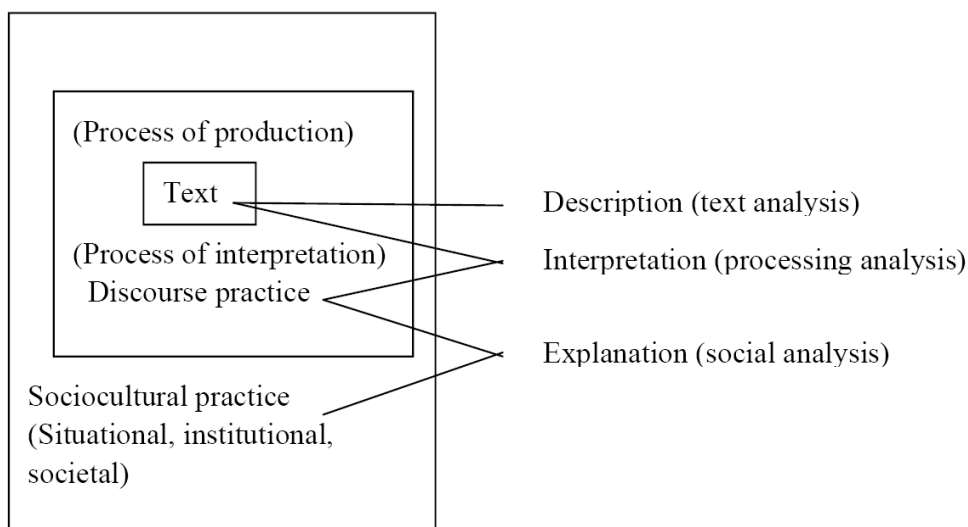 (Process of production)
Text
Description (text analysis)
(Process of interpretation)
Interpretation (processing analysis)
Discourse practice
Explanation (social analysis)
Sociocultural practice
(Situational, institutional,
societal)